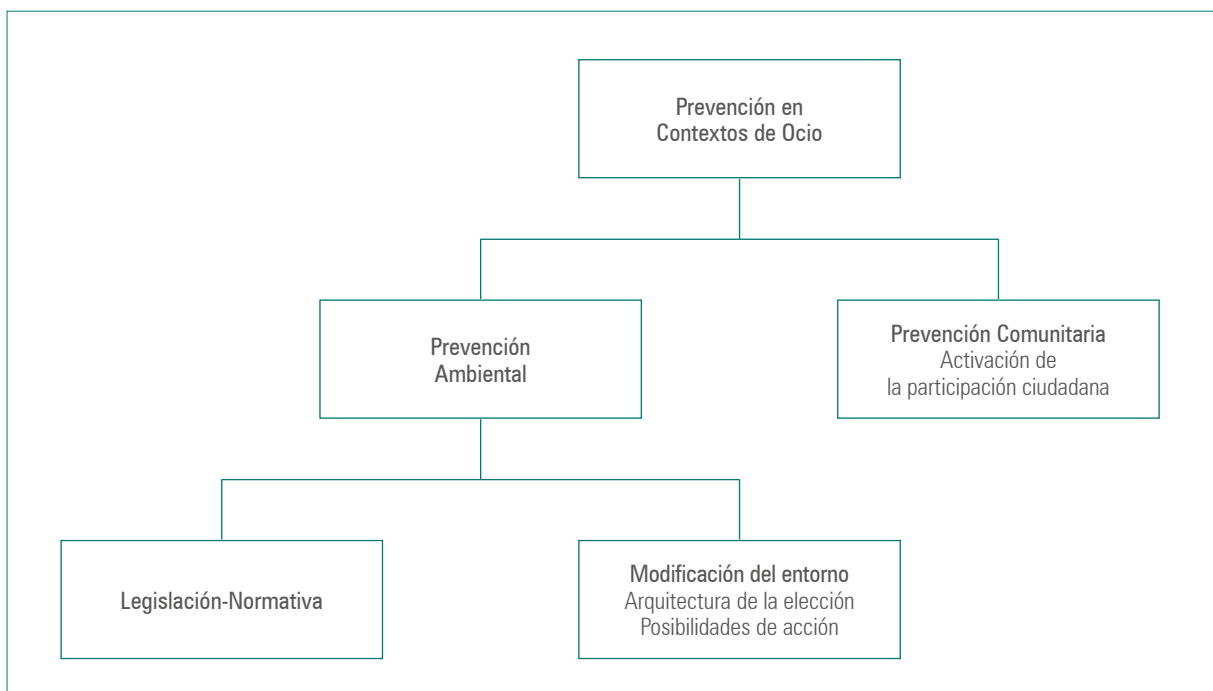 Prevención en
Contextos de Ocio
Prevención
Ambiental
Prevención Comunitaria
Activación de
la participación ciudadana
Legislación-Normativa
Modificación del entorno
Arquitectura de la elección
Posibilidades de acción